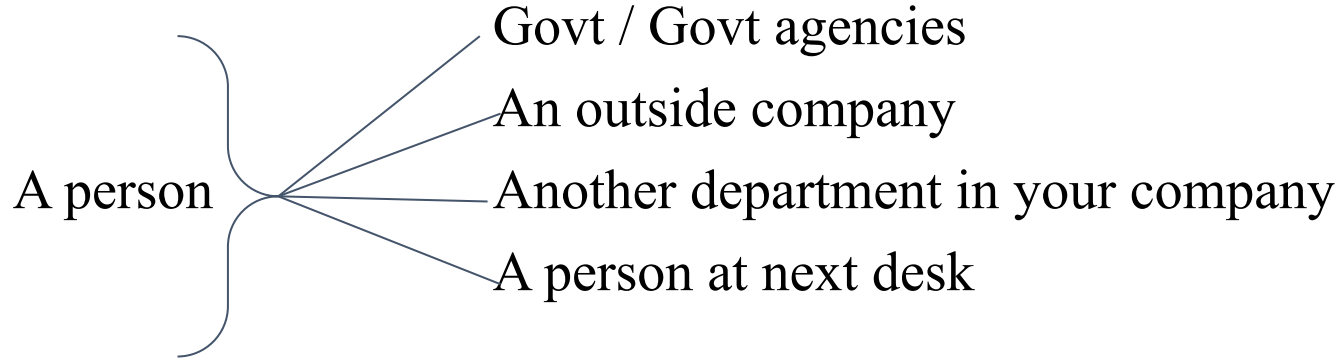 Govt / Govt agencies
An outside company
A person
Another department in your company
A person at next desk